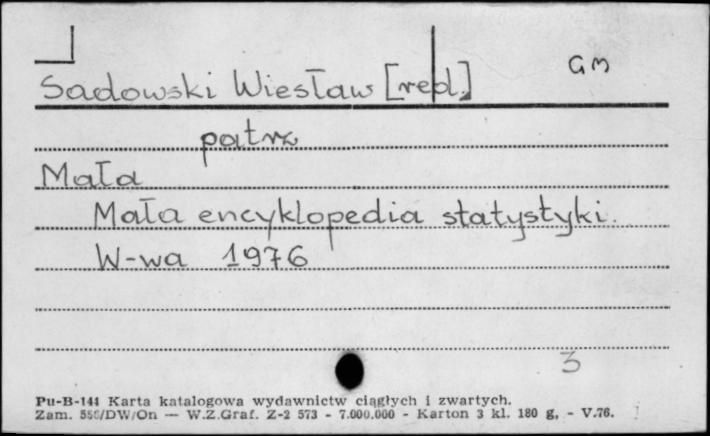 GM
Sadowski Wiesław [red.]
patrz
Mała
Mała encyklopedia statystyki.
W-wa 1976
3
Pu-B-144 Karta katalogowa wydawnictw ciągłych i zwartych.
Zam. /DW/On — W.Z.Graf. Z-2 573 - 7.000.000 - Karton 3 kl. 180 g. - V.76.